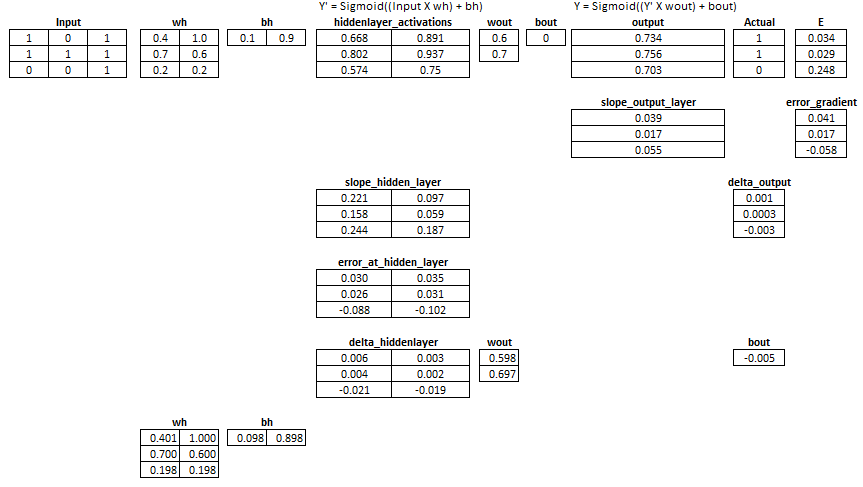 Y' = Sigmoid((Input X wh) + bh) Y = Sigmoid((Y' X wout) + bout)
Input wh bh hiddenlayer_activations wout bout output Actual E
1 0 1 0.4 1.0 0.1 0.9 0.668 0.891 0.6 0 0.734 1 0.034
1 1 1 0.7 0.6 0.802 0.937 0.7 0.756 1 0.029
0 0 1 0.2 0.2 0.574 0.75 0.703 0 0.248
slope_output_layer error_gradient
0.039 0.041
0.017 0.017
0.055 -0.058
slope_hidden_layer delta_output
0.221 0.097 0.001
0.158 0.059 0.0003
0.244 0.187 -0.003
error_at_hidden_layer
0.030 0.035
0.026 0.031
-0.088 -0.102
delta_hiddenlayer wout bout
0.006 0.003 0.598 -0.005
0.004 0.002 0.697
-0.021 -0.019
wh bh
0.401 1.000 0.098 0.898
0.700 0.600
0.198 0.198